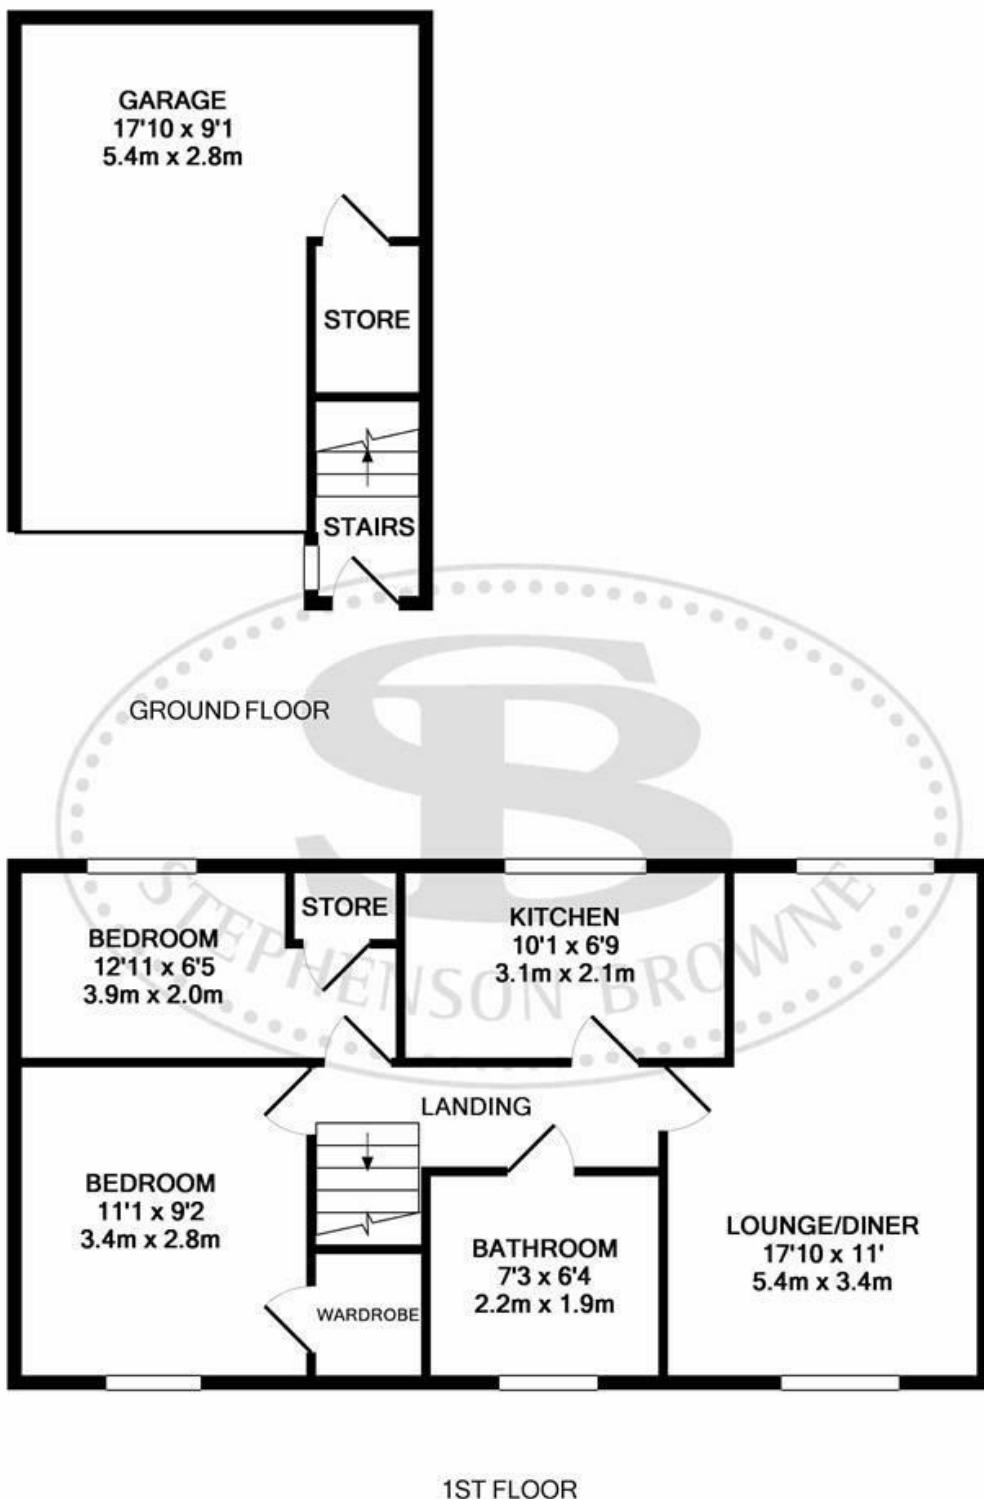 GARAGE
17'10 x 9'1
5.4m x 2.8m
STORE
STAIRS
GROUND FLOOR
SB
STEPHENSON BROWNE
BEDROOM
12'11 x 6'5
3.9m x 2.0m
STORE
KITCHEN
10'1 x 6'9
3.1m x 2.1m
LANDING
BEDROOM
11'1 x 9'2
3.4m x 2.8m
WARDROBE
BATHROOM
7'3 x 6'4
2.2m x 1.9m
LOUNGE/DINER
17'10 x 11'
5.4m x 3.4m
1ST FLOOR